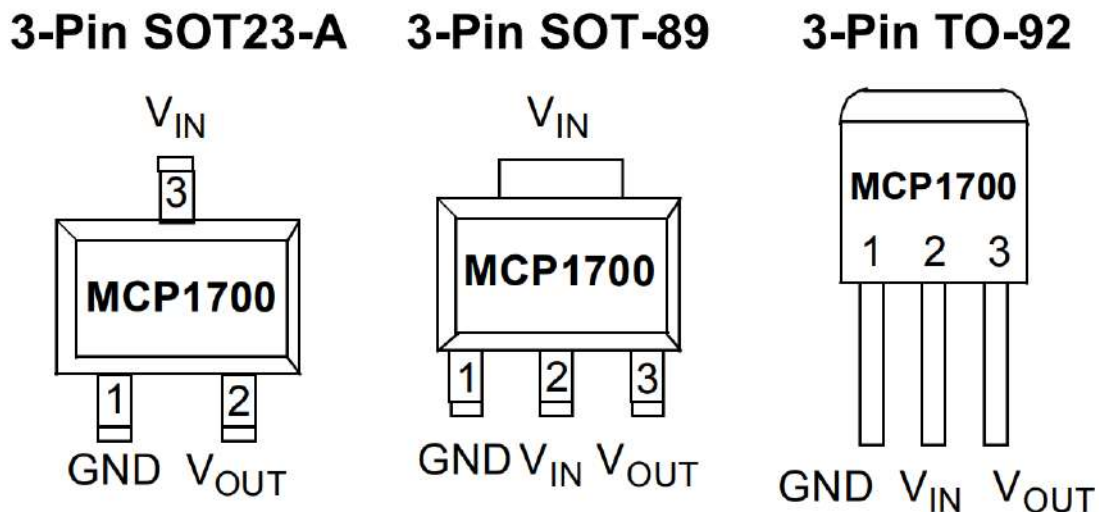 3-Pin SOT23-A
3-Pin SOT-89
3-Pin TO-92
VIN
3
MCP1700
1 2
GND VOUT
VIN
MCP1700
1 2 3
GND VIN VOUT
MCP1700
1 2 3
GND VIN VOUT